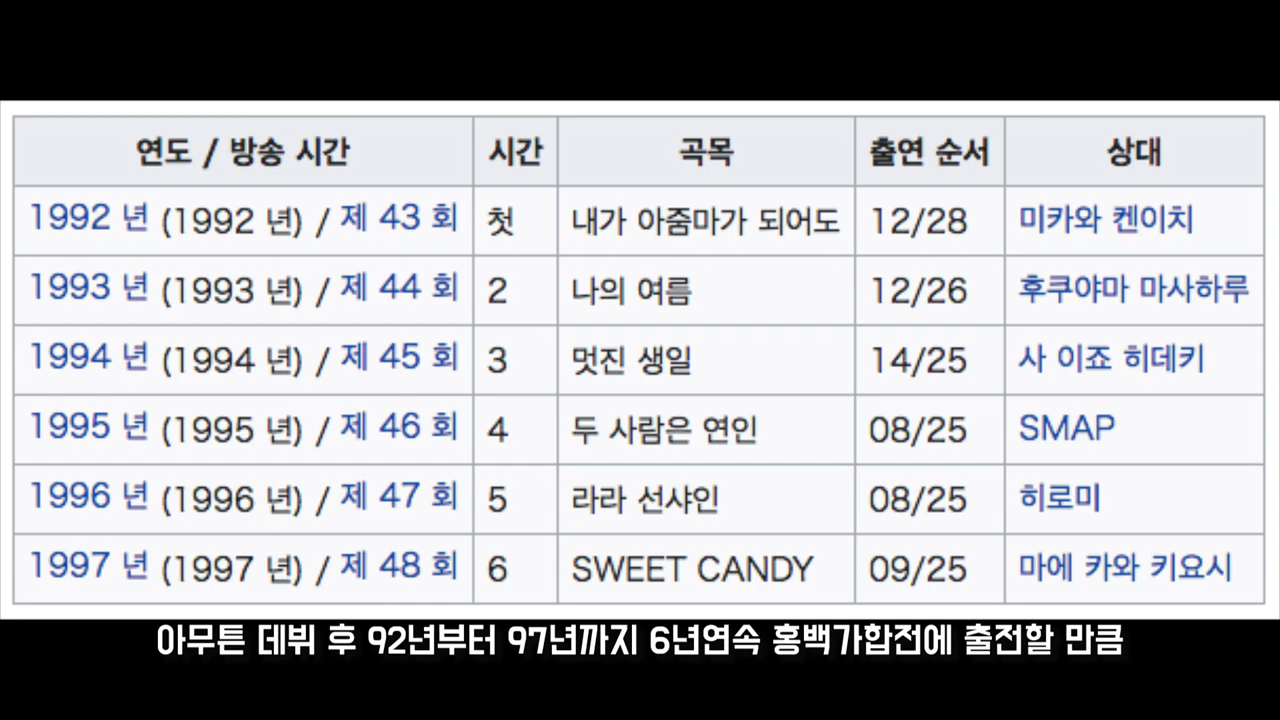 연도 / 방송 시간 시간 곡목 출연 순서 상대
1992 년 (1992 년) / 제 43 회 첫 내가 아줌마가 되어도 12/28 미카와 켄이치
1993 년 (1993 년) / 제 44 회 2 나의 여름 12/26 후쿠야마 마사하루
1994 년 (1994 년) / 제 45 회 3 멋진 생일 14/25 사 이죠 히데키
1995 년 (1995 년) / 제 46 회 4 두 사람은 연인 08/25 SMAP
1996 년 (1996 년) / 제 47 회 5 라라 선샤인 08/25 히로미
1997 년 (1997 년) / 제 48 회 6 SWEET CANDY 09/25 마에 카와 키요시
아무튼 데뷔 후 92년부터 97년까지 6년연속 홍백가합전에 출전할 만큼